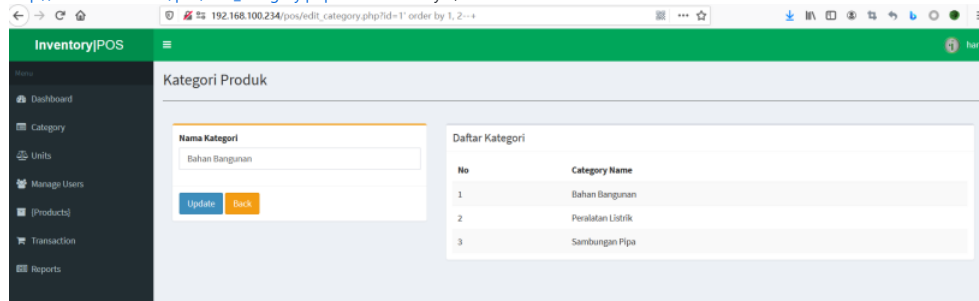 192.168.100.234/pos/edit_category.php?id=1' order by 1, 2--+
Inventory|POS
har
Menu
Kategori Produk
Dashboard
Category
Units
Manage Users
[Products]
Transaction
Reports
Nama Kategori
Bahan Bangunan
Update Back
Daftar Kategori
No Category Name
1 Bahan Bangunan
2 Peralatan Listrik
3 Sambungan Pipa